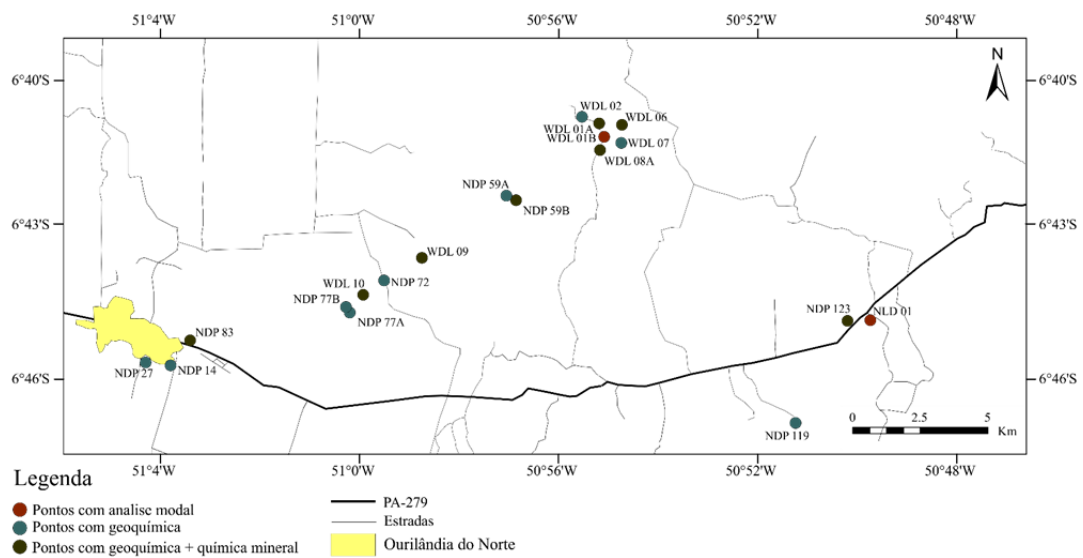 51°4'W 51°0'W 50°56'W 50°52'W 50°48'W
6°40'S N 6°40'S
WDL 02
WDL 06
WDL 01A
WDL 01B WDL 07
WDL 08A
NDP 59A
NDP 59B
6°43'S 6°43'S
WDL 09
NDP 72
WDL 10
NDP 77B
NDP 77A
NDP 123 NLD 01
NDP 83
NDP 27 NDP 14
6°46'S 6°46'S
0 2.5 5
Km
NDP 119
51°4'W 51°0'W 50°56'W 50°52'W 50°48'W
Legenda
Pontos com analise modal
Pontos com geoquímica
Pontos com geoquímica + química mineral
PA-279
Estradas
Ourilândia do Norte